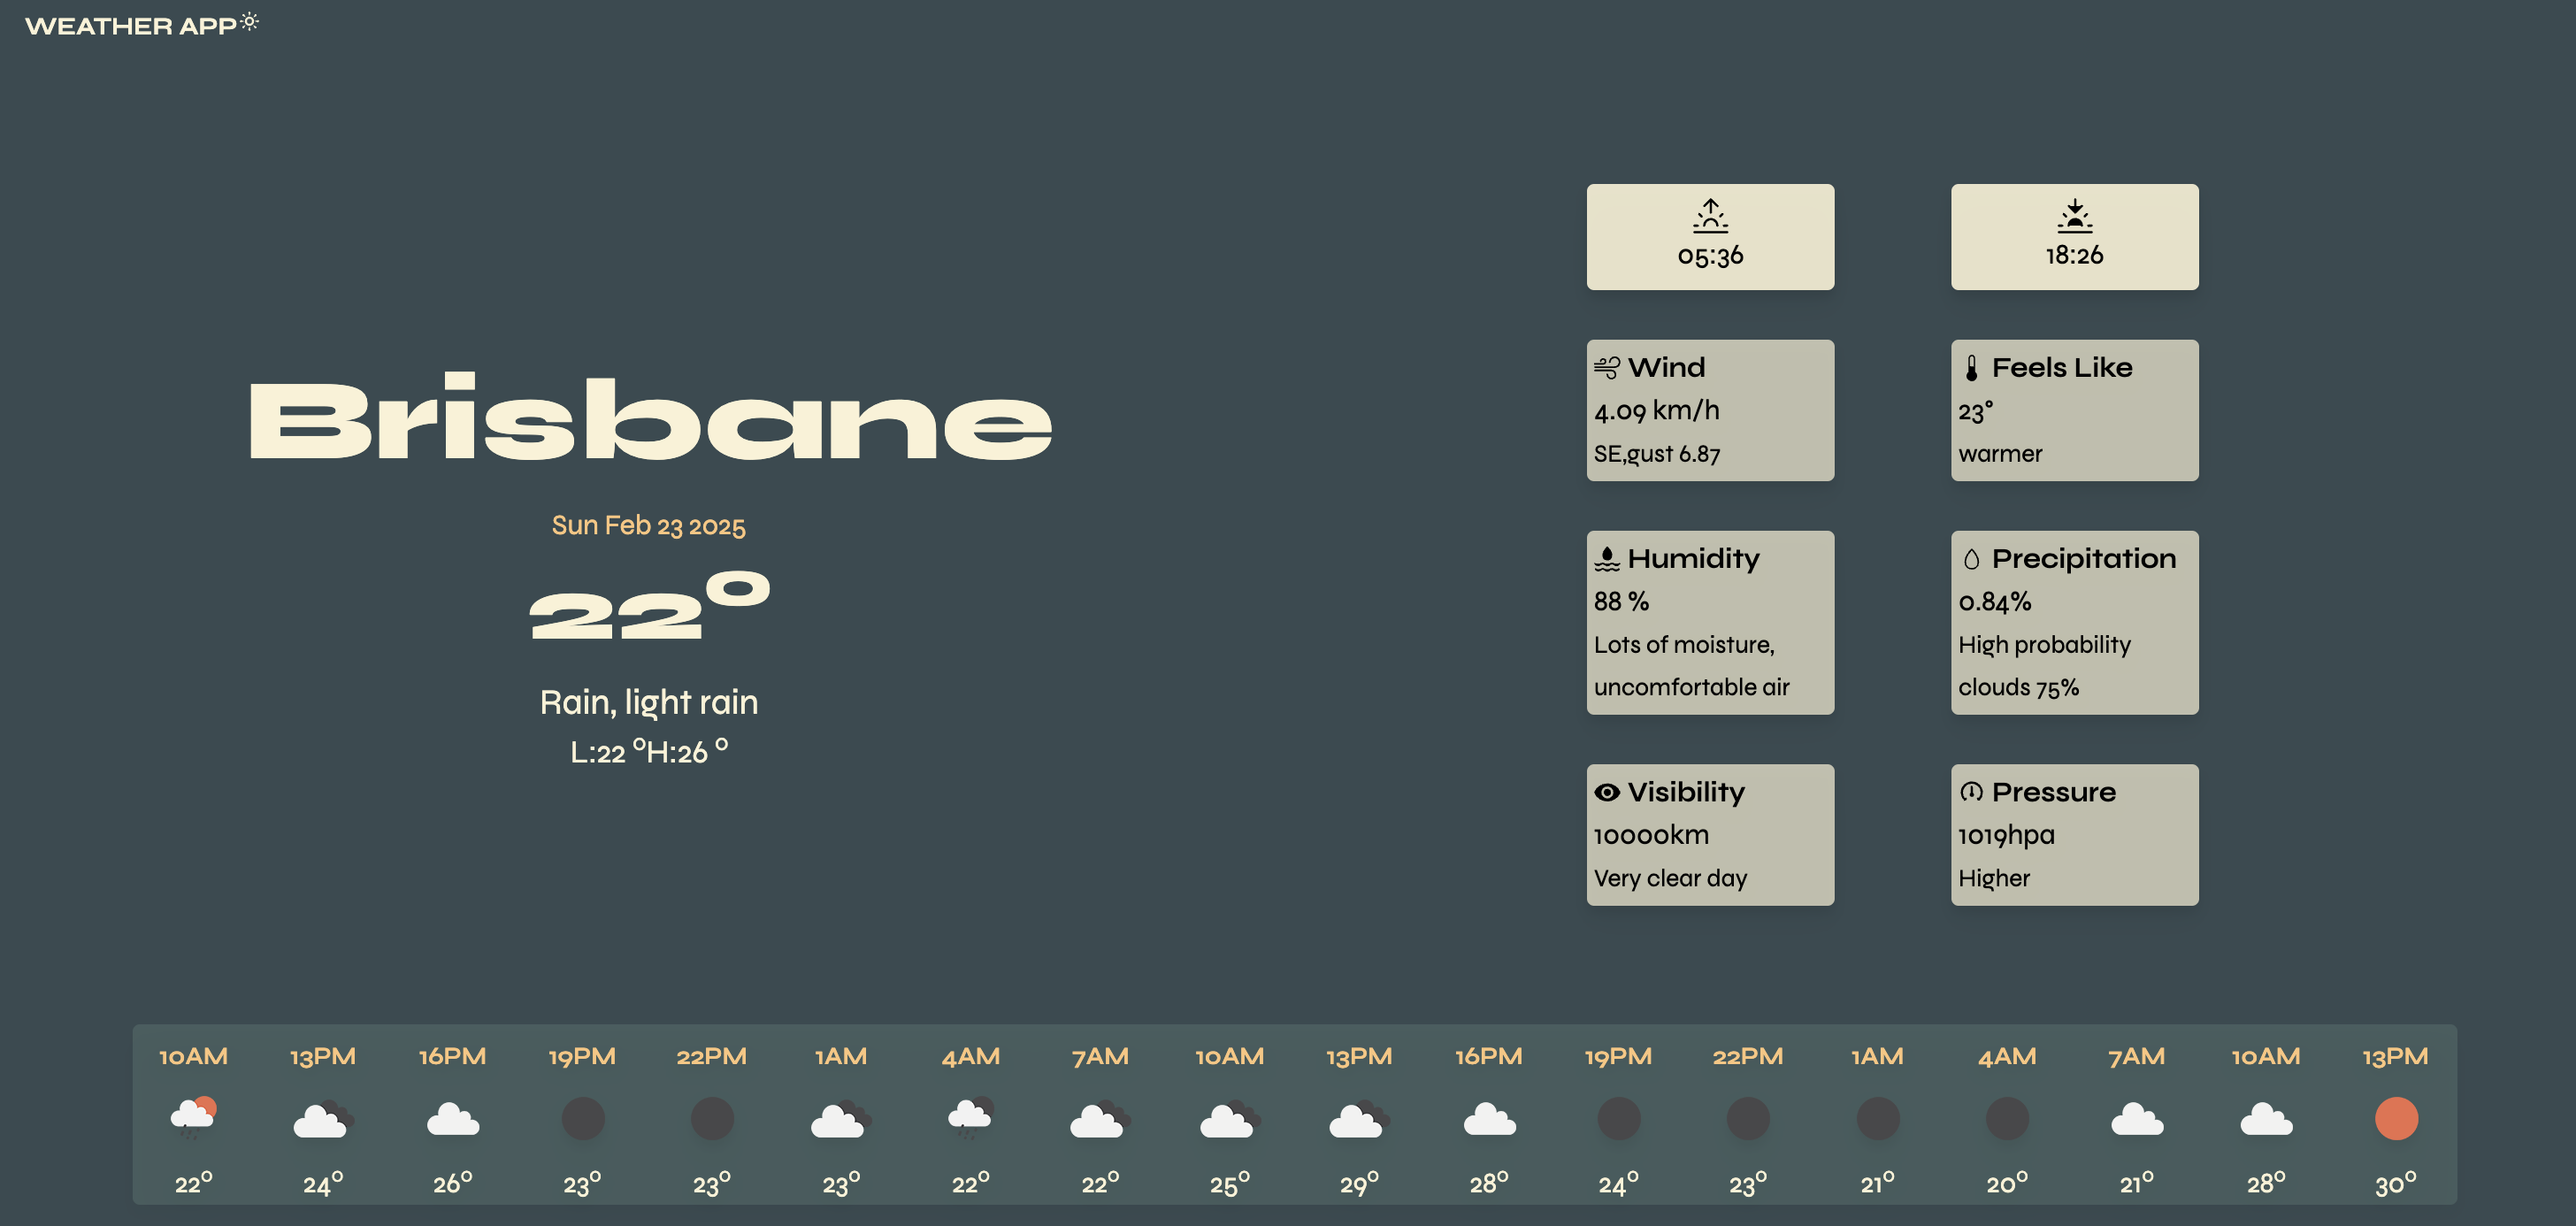 WEATHER APP
Brisbane
Sun Feb 23 2025
22°
Rain, light rain
L:22 °H:26 °
05:36
18:26
Wind
4.09 km/h
SE,gust 6.87
Feels Like
23°
warmer
Humidity
88 %
Lots of moisture,
uncomfortable air
Precipitation
0.84%
High probability
clouds 75%
Visibility
10000km
Very clear day
Pressure
1019hpa
Higher
10AM 13PM 16PM 19PM 22PM 1AM 4AM 7AM 10AM 13PM 16PM 19PM 22PM 1AM 4AM 7AM 10AM 13PM
22° 24° 26° 23° 23° 23° 22° 22° 25° 29° 28° 24° 23° 21° 20° 21° 28° 30°